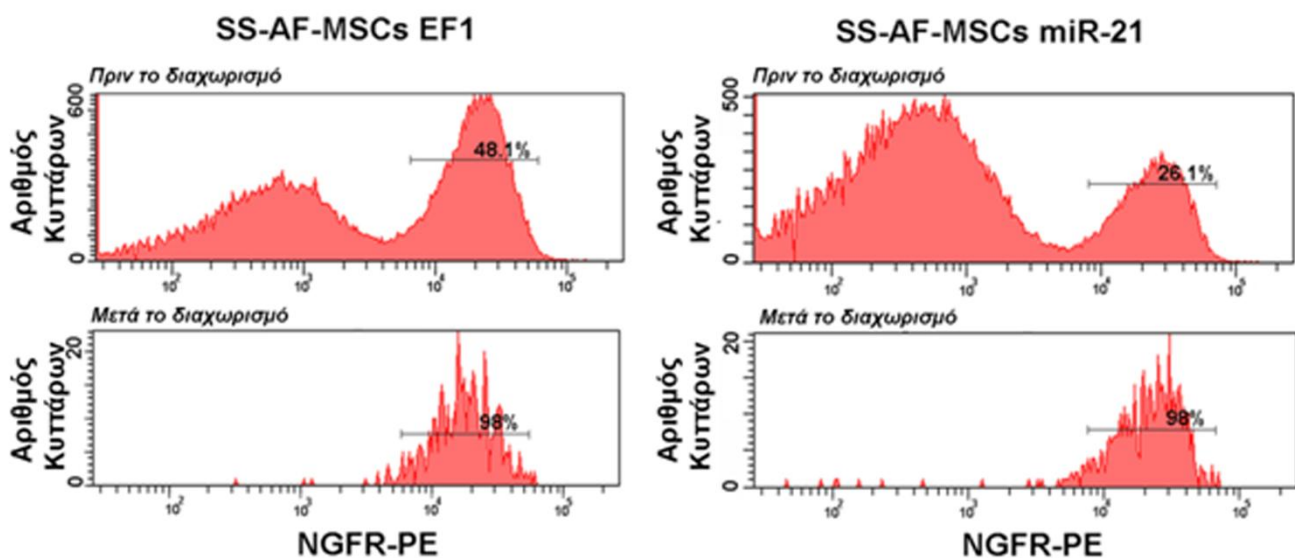 SS-AF-MSCs EF1
Πριν το διαχωρισμό
Αριθμός
Κυττάρων
600
0
48.1%
10² 10³ 10⁴ 10⁵
Μετά το διαχωρισμό
Αριθμός
Κυττάρων
20
0
98%
10² 10³ 10⁴ 10⁵
NGFR-PE
SS-AF-MSCs miR-21
Πριν το διαχωρισμό
Αριθμός
Κυττάρων
500
0
26.1%
10² 10³ 10⁴ 10⁵
Μετά το διαχωρισμό
Αριθμός
Κυττάρων
20
0
98%
10² 10³ 10⁴ 10⁵
NGFR-PE